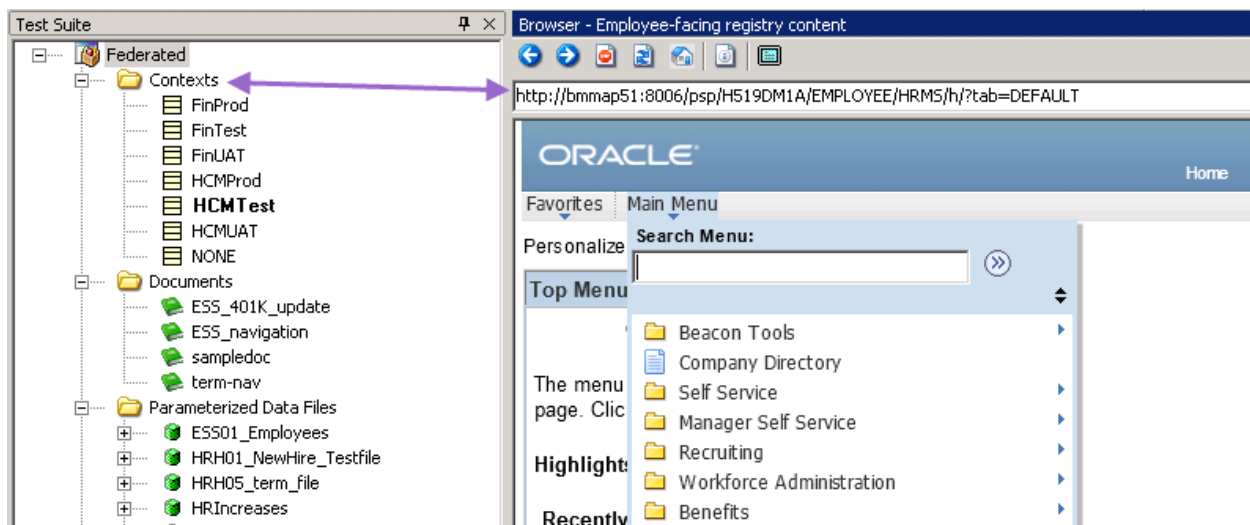 Test Suite
Federated
Contexts
FinProd
FinTest
FinUAT
HCMProd
HCMTest
HCMUAT
NONE
Documents
ESS_401K_update
ESS_navigation
sampledoc
term-nav
Parameterized Data Files
ESS01_Employees
HRH01_NewHire_Testfile
HRH05_term_file
HRIncreases
Browser - Employee-facing registry content
http://bmmap51:8006/psp/H519DM1A/EMPLOYEE/HRMS/h/?tab=DEFAULT
ORACLE
Home
Favorites Main Menu
Personalize
Search Menu:
Top Menu
Beacon Tools
Company Directory
The menu
Self Service
page. Clic
Manager Self Service
Highlights
Recruiting
Workforce Administration
Recently
Benefits